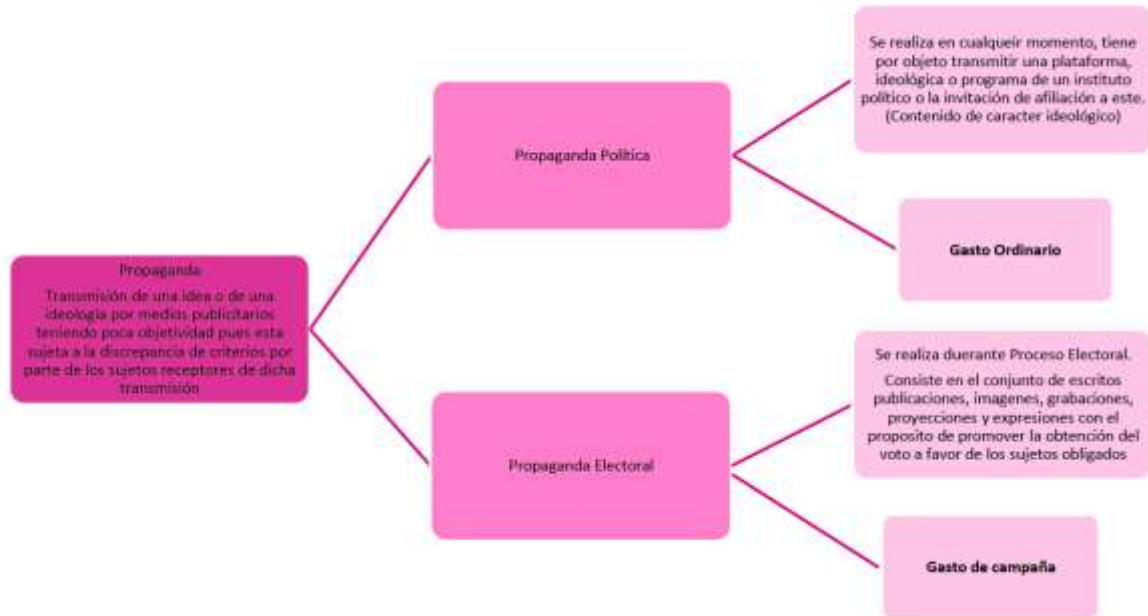 Propaganda
Transmisión de una idea o de una
ideología por medios publicitarios
teniendo poca objetividad pues esta
sujeta a la discrepancia de criterios por
parte de los sujetos receptores de dicha
transmisión
Propaganda Política
Se realiza en cualqueír momento, tiene
por objeto transmitir una plataforma,
ideológica o programa de un instituto
político o la invitación de afiliación a este.
(Contenido de caracter ideológico)
Gasto Ordinario
Propaganda Electoral
Se realiza duerante Proceso Electoral.
Consiste en el conjunto de escritos
publicaciones, imagenes, grabaciones,
proyecciones y expresiones con el
proposito de promover la obtención del
voto a favor de los sujetos obligados
Gasto de campaña